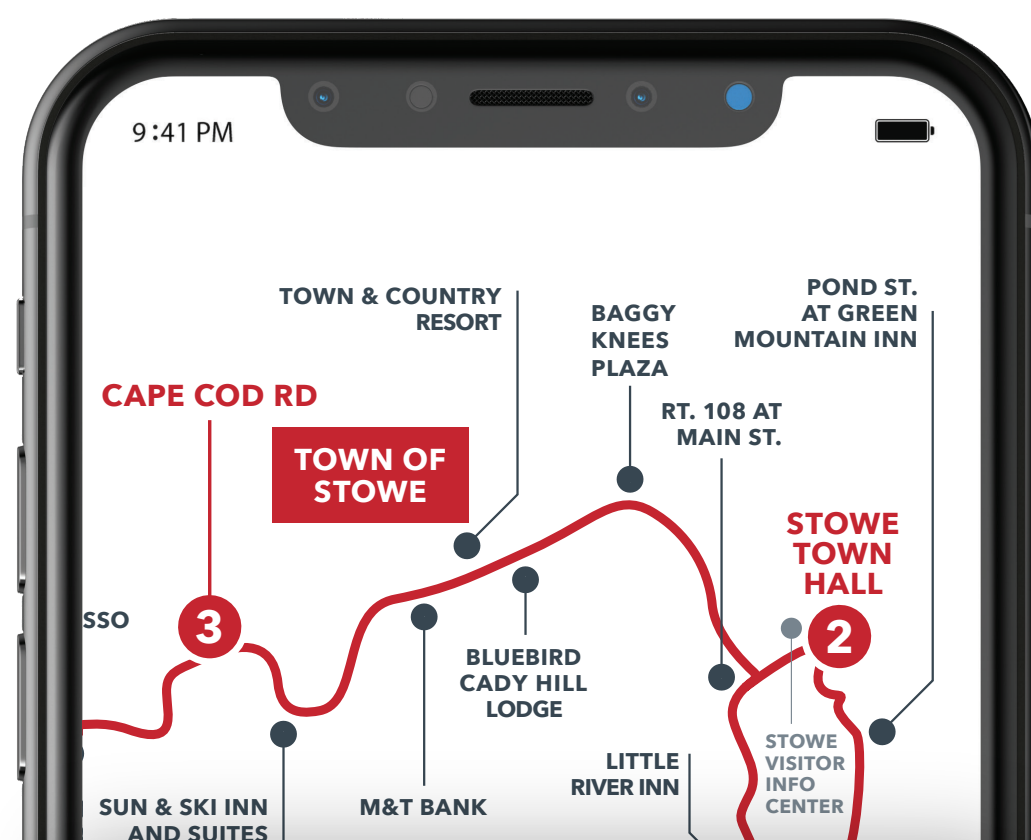 9:41 PM
TOWN & COUNTRY
RESORT
BAGGY
KNEES
PLAZA
POND ST.
AT GREEN
MOUNTAIN INN
CAPE COD RD
RT. 108 AT
MAIN ST.
TOWN OF
STOWE
STOWE
TOWN
HALL
SSO
3
2
BLUEBIRD
CADY HILL
LODGE
STOWE
VISITOR
INFO
CENTER
LITTLE
RIVER INN
SUN & SKI INN
AND SUITES
M&T BANK